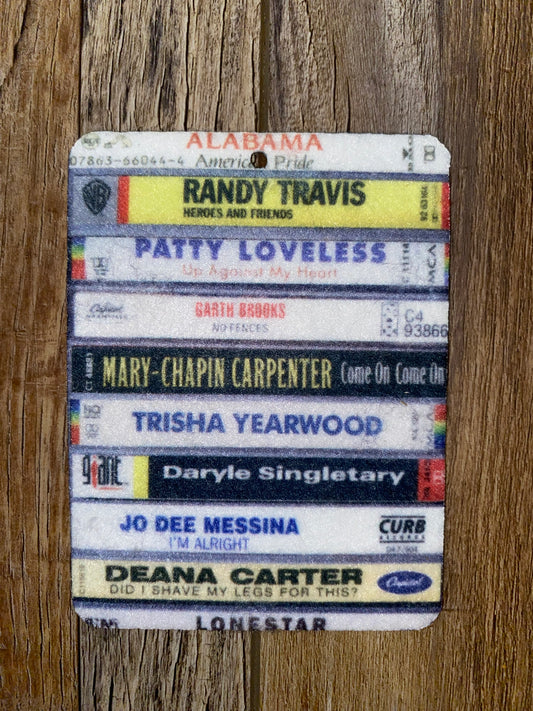 ALABAMA
07863-66044-4 American Pride
RANDY TRAVIS
HEROES AND FRIENDS
PATTY LOVELESS
Up Against My Heart
MCA
Capitol
GARTH BROOKS
NO FENCES
C4
93866
MARY-CHAPIN CARPENTER Come On Come On
TRISHA YEARWOOD
MCA
giant
Daryle Singletary
JO DEE MESSINA
I'M ALRIGHT
CURB
RECORDS
DEANA CARTER
DID I SHAVE MY LEGS FOR THIS?
Capitol
LONESTAR